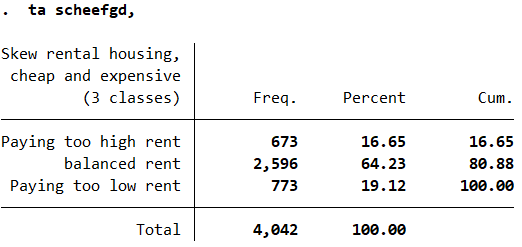 . ta scheefgd,
Skew rental housing,
cheap and expensive
(3 classes) Freq. Percent Cum.
Paying too high rent 673 16.65 16.65
balanced rent 2,596 64.23 80.88
Paying too low rent 773 19.12 100.00
Total 4,042 100.00